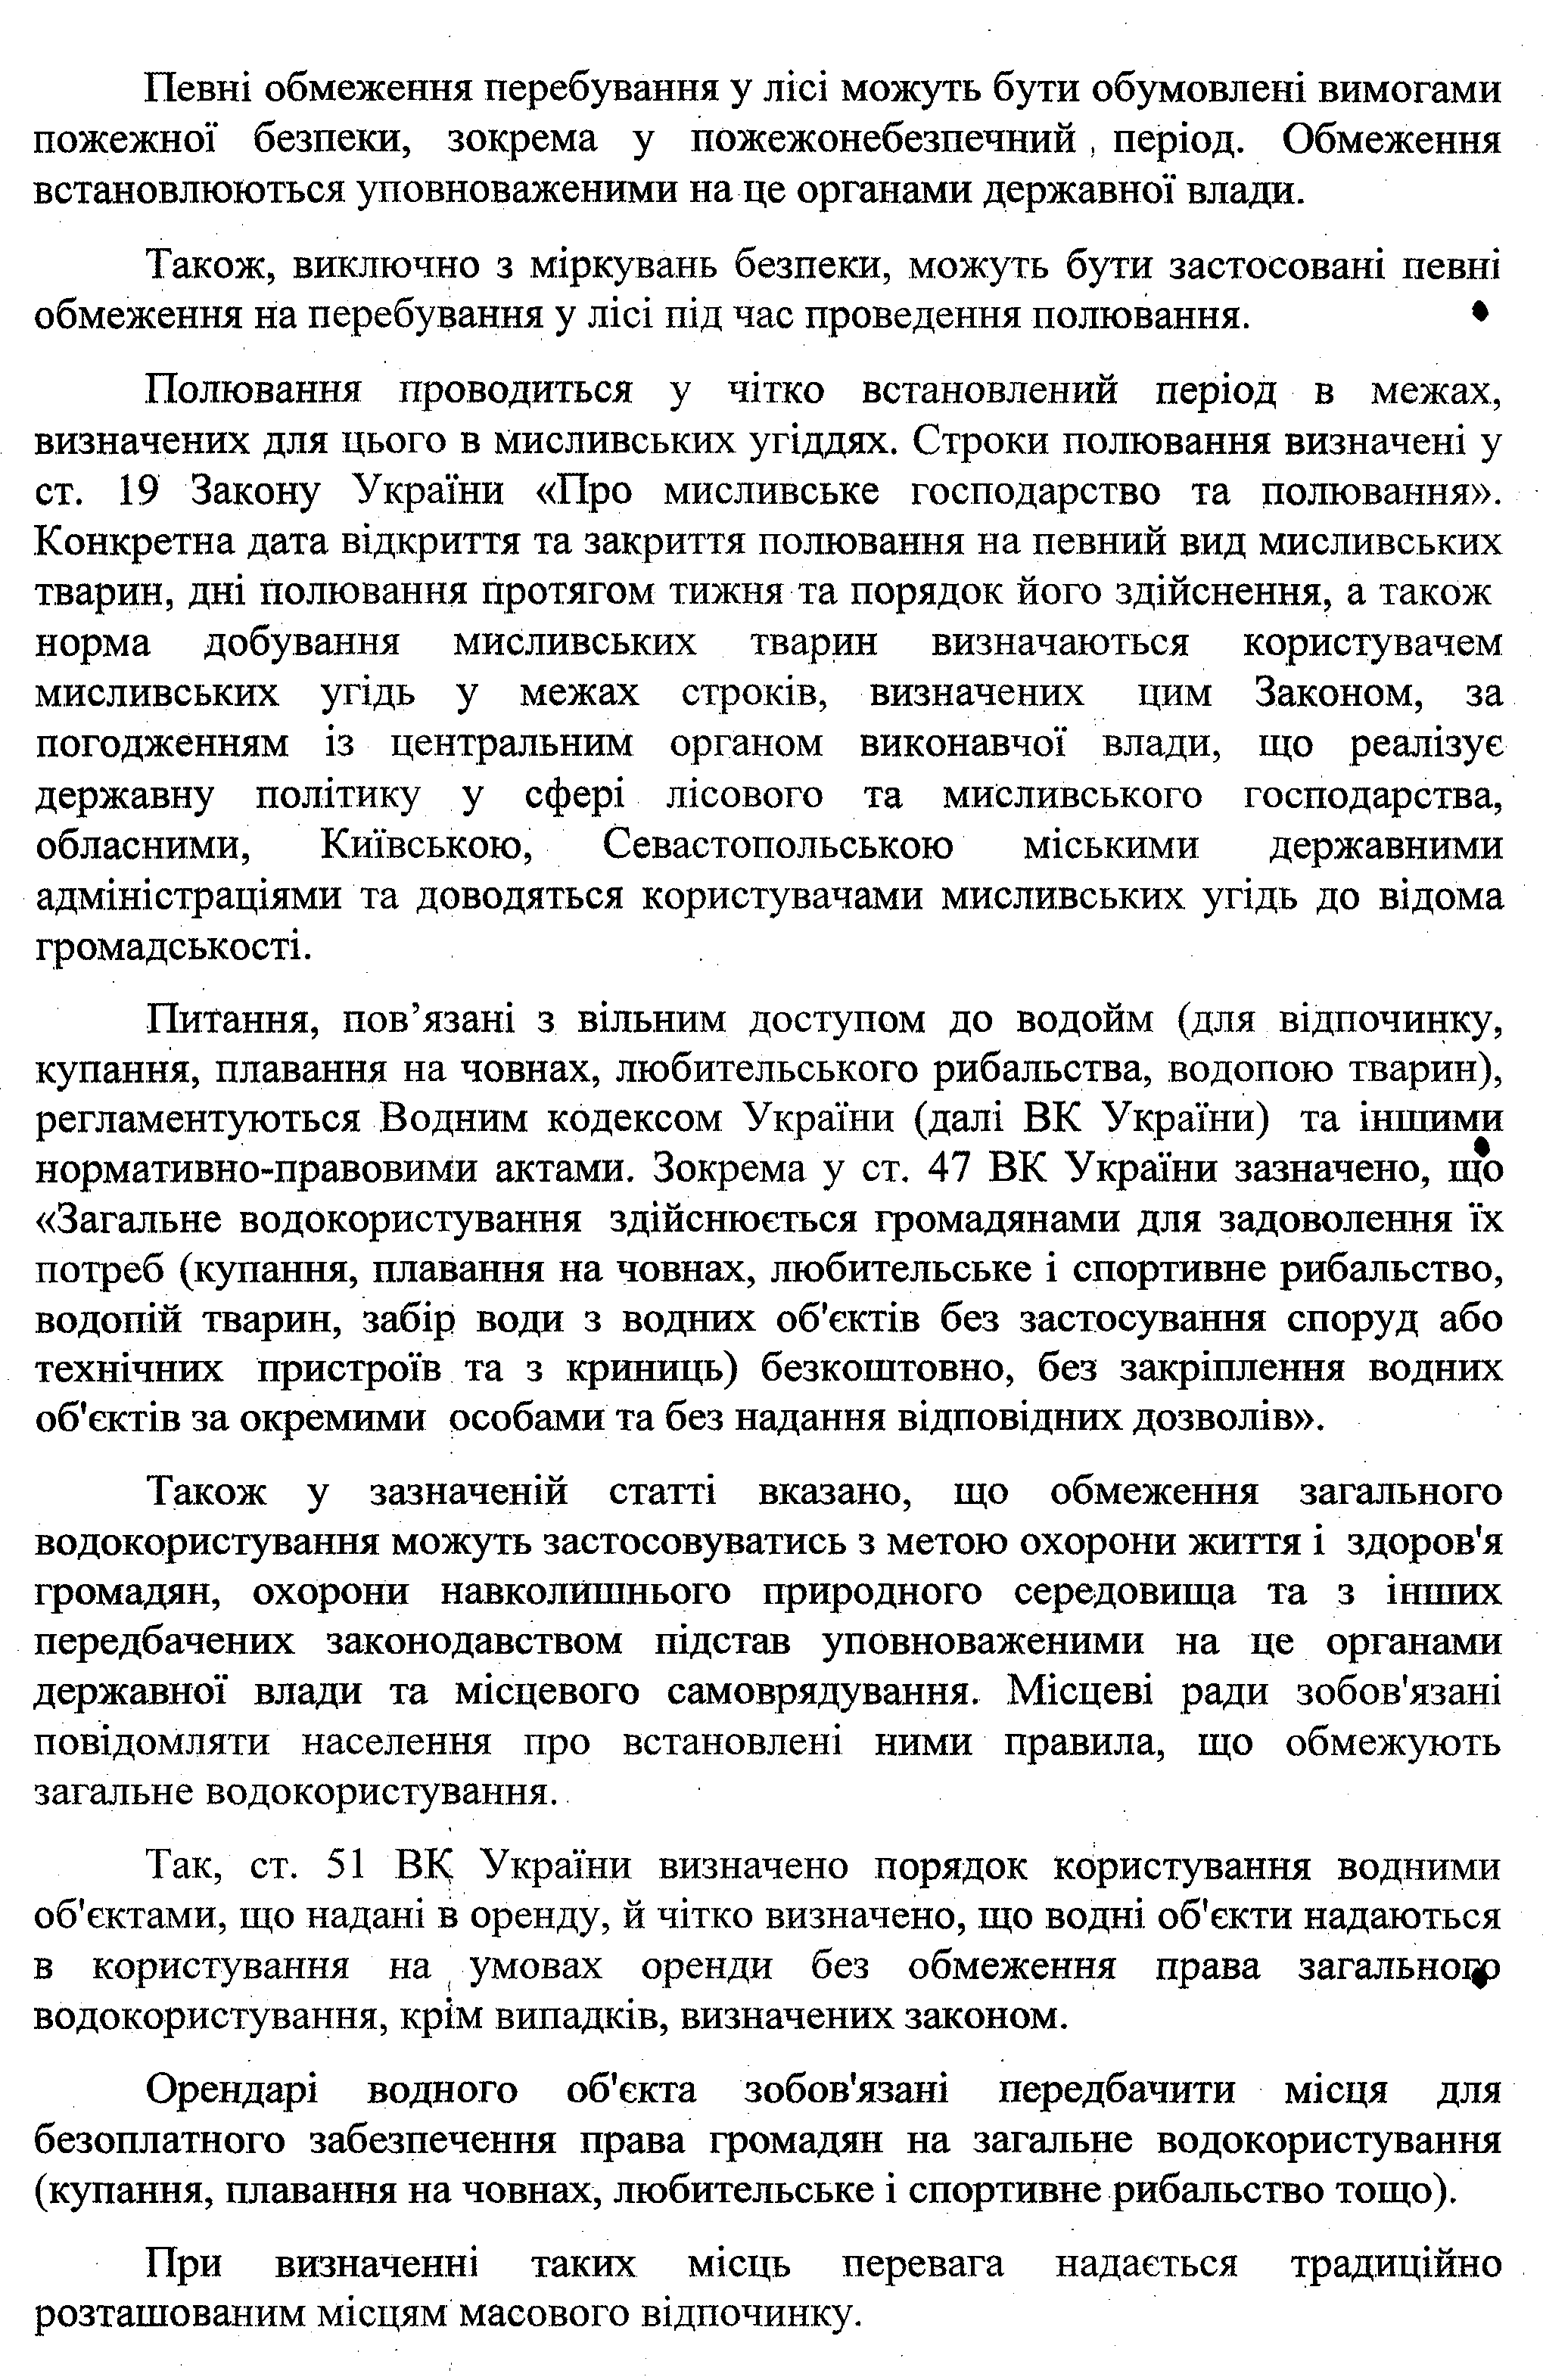 Певні обмеження перебування у лісі можуть бути обумовлені вимогами
пожежної безпеки, зокрема у пожежонебезпечний , період. Обмеження
встановлюються уповноваженими на це органами державної влади.
Також, виключно з міркувань безпеки, можуть бути застосовані певні
обмеження на перебування у лісі під час проведення полювання.
Полювання проводиться у чітко встановлений період в межах,
визначених для цього в мисливських угіддях. Строки полювання визначені у
ст. 19 Закону України «Про мисливське господарство та полювання».
Конкретна дата відкриття та закриття полювання на певний вид мисливських
тварин, дні полювання протягом тижня та порядок його здійснення, а також
норма добування мисливських тварин визначаються користувачем
мисливських угідь у межах строків, визначених цим Законом, за
погодженням із центральним органом виконавчої влади, що реалізує
державну політику у сфері лісового та мисливського господарства,
обласними, Київською, Севастопольською міськими державними
адміністраціями та доводяться користувачами мисливських угідь до відома
громадськості.
Питання, пов’язані з вільним доступом до водойм (для відпочинку,
купання, плавання на човнах, любительського рибальства, водопою тварин),
регламентуються Водним кодексом України (далі ВК України) та іншими
нормативно-правовими актами. Зокрема у ст. 47 ВК України зазначено, що
«Загальне водокористування здійснюється громадянами для задоволення їх
потреб (купання, плавання на човнах, любительське і спортивне рибальство,
водопій тварин, забір води з водних об'єктів без застосування споруд або
технічних пристроїв та з криниць) безкоштовно, без закріплення водних
об'єктів за окремими особами та без надання відповідних дозволів».
Також у зазначеній статті вказано, що обмеження загального
водокористування можуть застосовуватись з метою охорони життя і здоров'я
громадян, охорони навколишнього природного середовища та з інших
передбачених законодавством підстав уповноваженими на це органами
державної влади та місцевого самоврядування. Місцеві ради зобов'язані
повідомляти населення про встановлені ними правила, що обмежують
загальне водокористування.
Так, ст. 51 ВК України визначено порядок користування водними
об'єктами, що надані в оренду, й чітко визначено, що водні об'єкти надаються
в користування на умовах оренди без обмеження права загального
водокористування, крім випадків, визначених законом.
Орендарі водного об'єкта зобов'язані передбачити місця для
безоплатного забезпечення права громадян на загальне водокористування
(купання, плавання на човнах, любительське і спортивне рибальство тощо).
При визначенні таких місць перевага надається традиційно
розташованим місцям масового відпочинку.